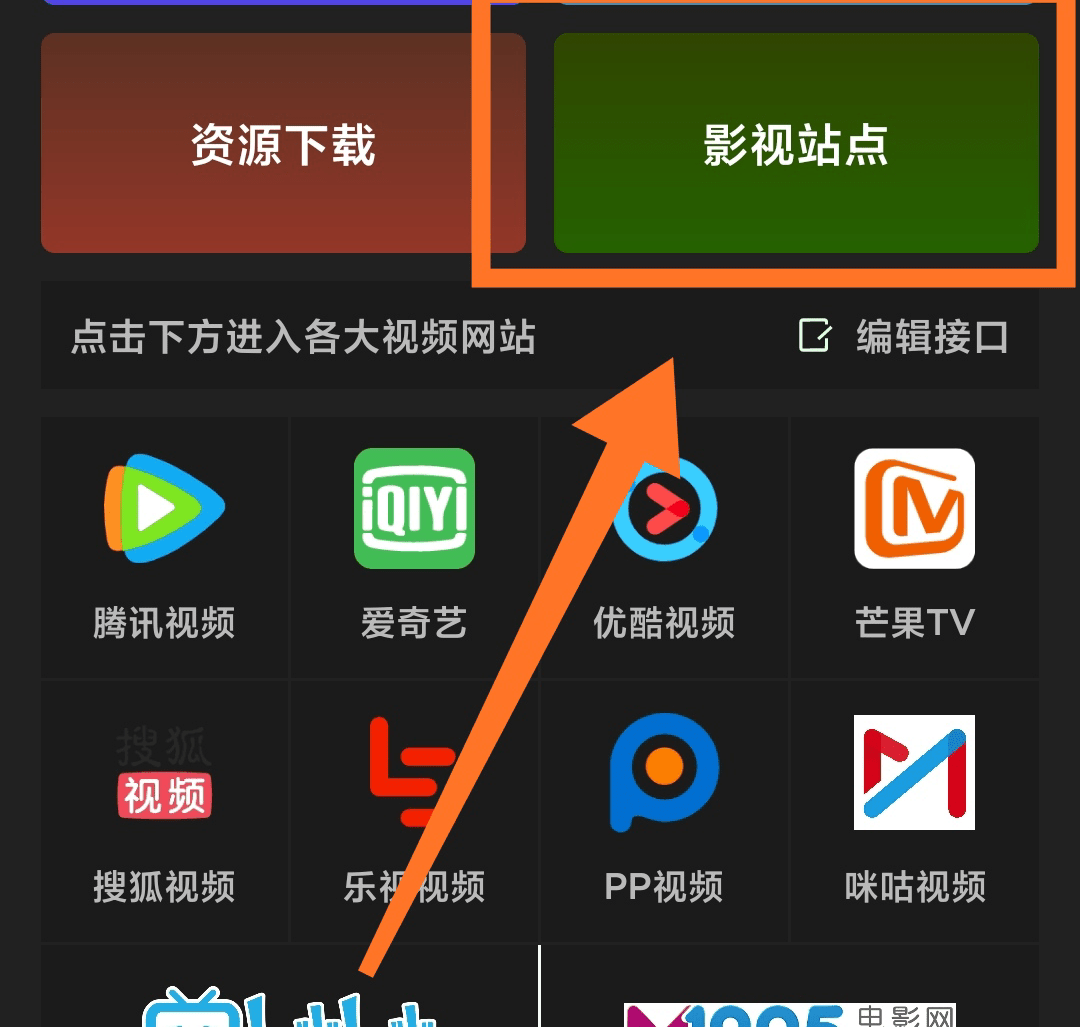 资源下载
影视站点
点击下方进入各大视频网站
编辑接口
iQIYI
腾讯视频
爱奇艺
优酷视频
芒果TV
搜狐
视频
搜狐视频
乐视视频
PP视频
咪咕视频
1905
电影网